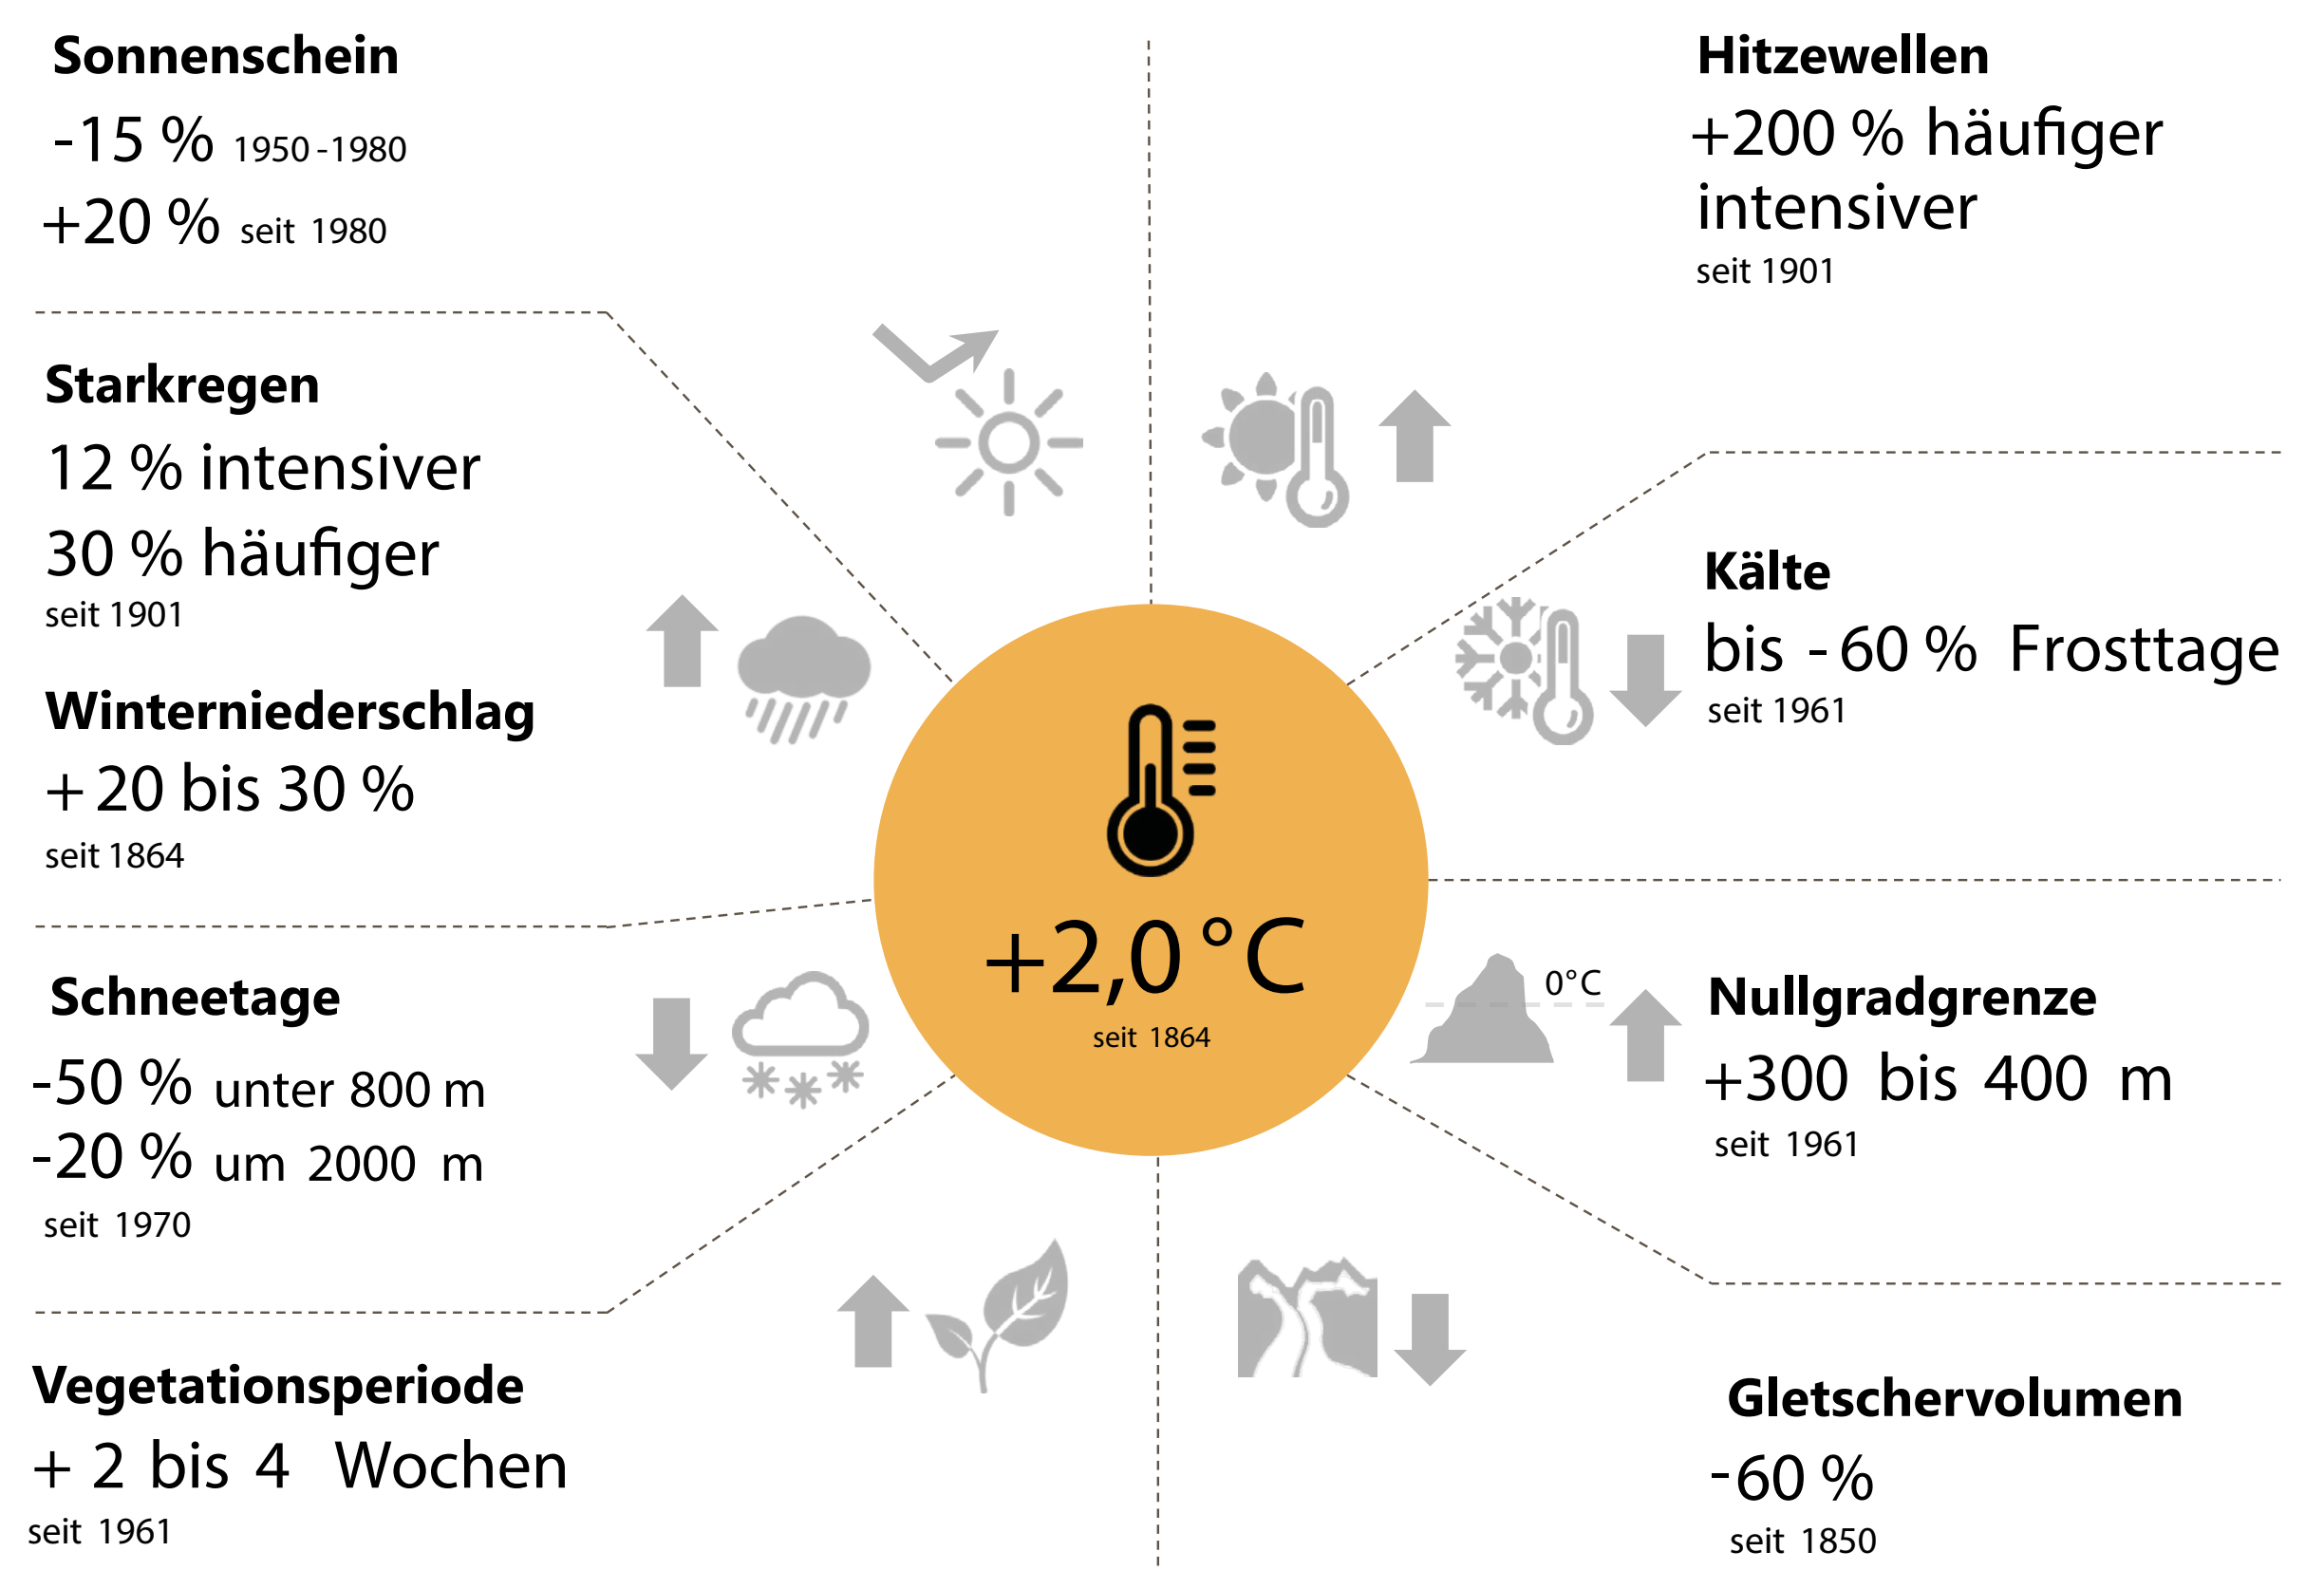 Sonnenschein
-15 % 1950 -1980
+20 % seit 1980
Starkregen
12 % intensiver
30 % häufiger
seit 1901
Winterniederschlag
+ 20 bis 30 %
seit 1864
Schneetage
-50 % unter 800 m
-20 % um 2000 m
seit 1970
Vegetationsperiode
+ 2 bis 4 Wochen
seit 1961
+2,0 °C
seit 1864
Hitzewellen
+200 % häufiger
intensiver
seit 1901
Kälte
bis - 60 % Frosttage
seit 1961
0°C
Nullgradgrenze
+300 bis 400 m
seit 1961
Gletschervolumen
-60 %
seit 1850